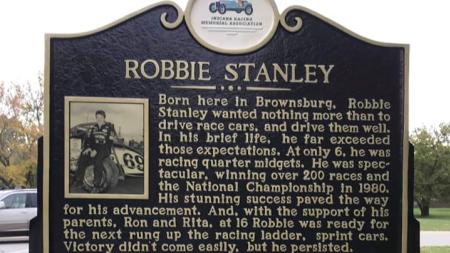 INDIANA RACING
MEMORIAL ASSOCIATION
ROBBIE STANLEY
Born here in Brownsburg, Robbie
Stanley wanted nothing more than to
drive race cars, and drive them well.
In his brief life, he far exceeded
those expectations. At only 6, he was
racing quarter midgets. He was spec-
tacular, winning over 200 races and
the National Championship in 1980.
His stunning success paved the way
for his advancement. And, with the support of his
parents, Ron and Rita, at 16 Robbie was ready for
the next rung up the racing ladder, sprint cars.
Victory didn't come easily, but he persisted.
69